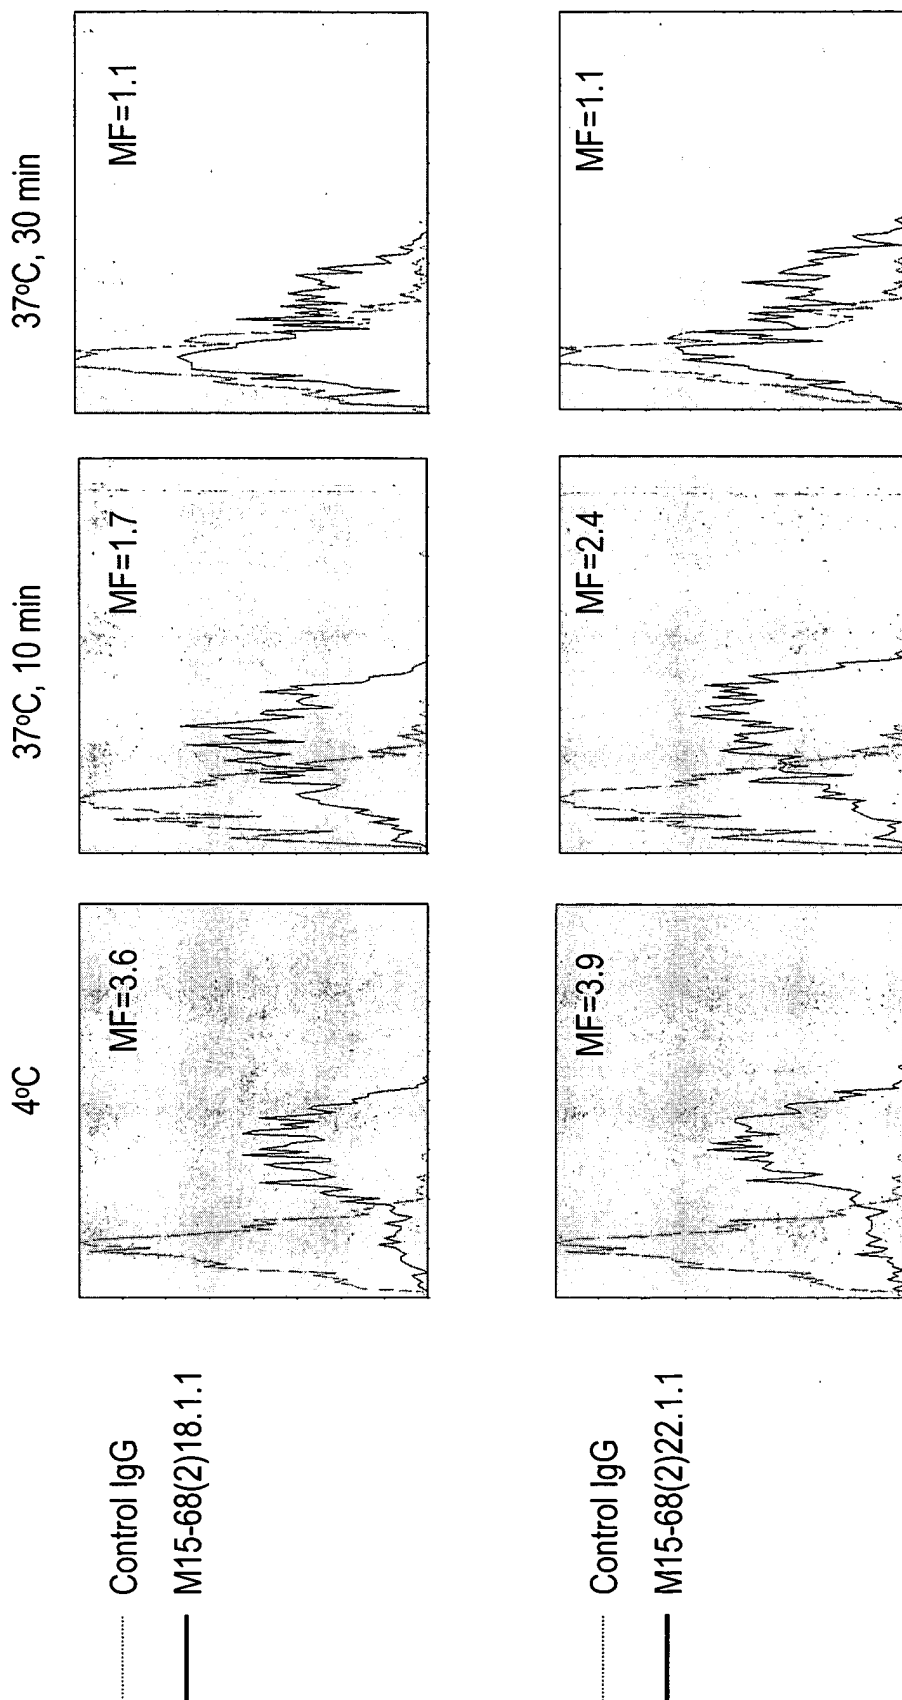 4ºC
37ºC, 10 min
37ºC, 30 min
Control IgG
M15-68(2)18.1.1
MF=3.6
MF=1.7
MF=1.1
Control IgG
M15-68(2)22.1.1
MF=3.9
MF=2.4
MF=1.1